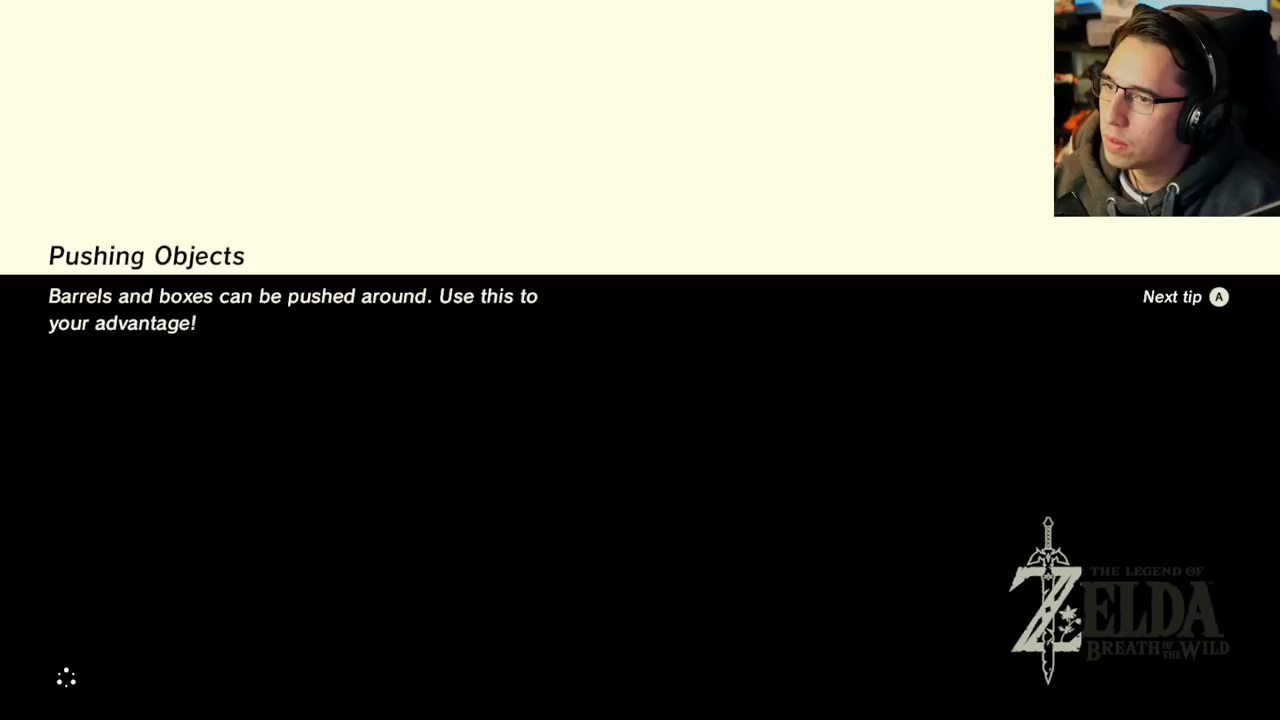 Pushing Objects
Barrels and boxes can be pushed around. Use this to
your advantage!
Next tip A
THE LEGEND OF
ZELDA
BREATH OF THE WILD